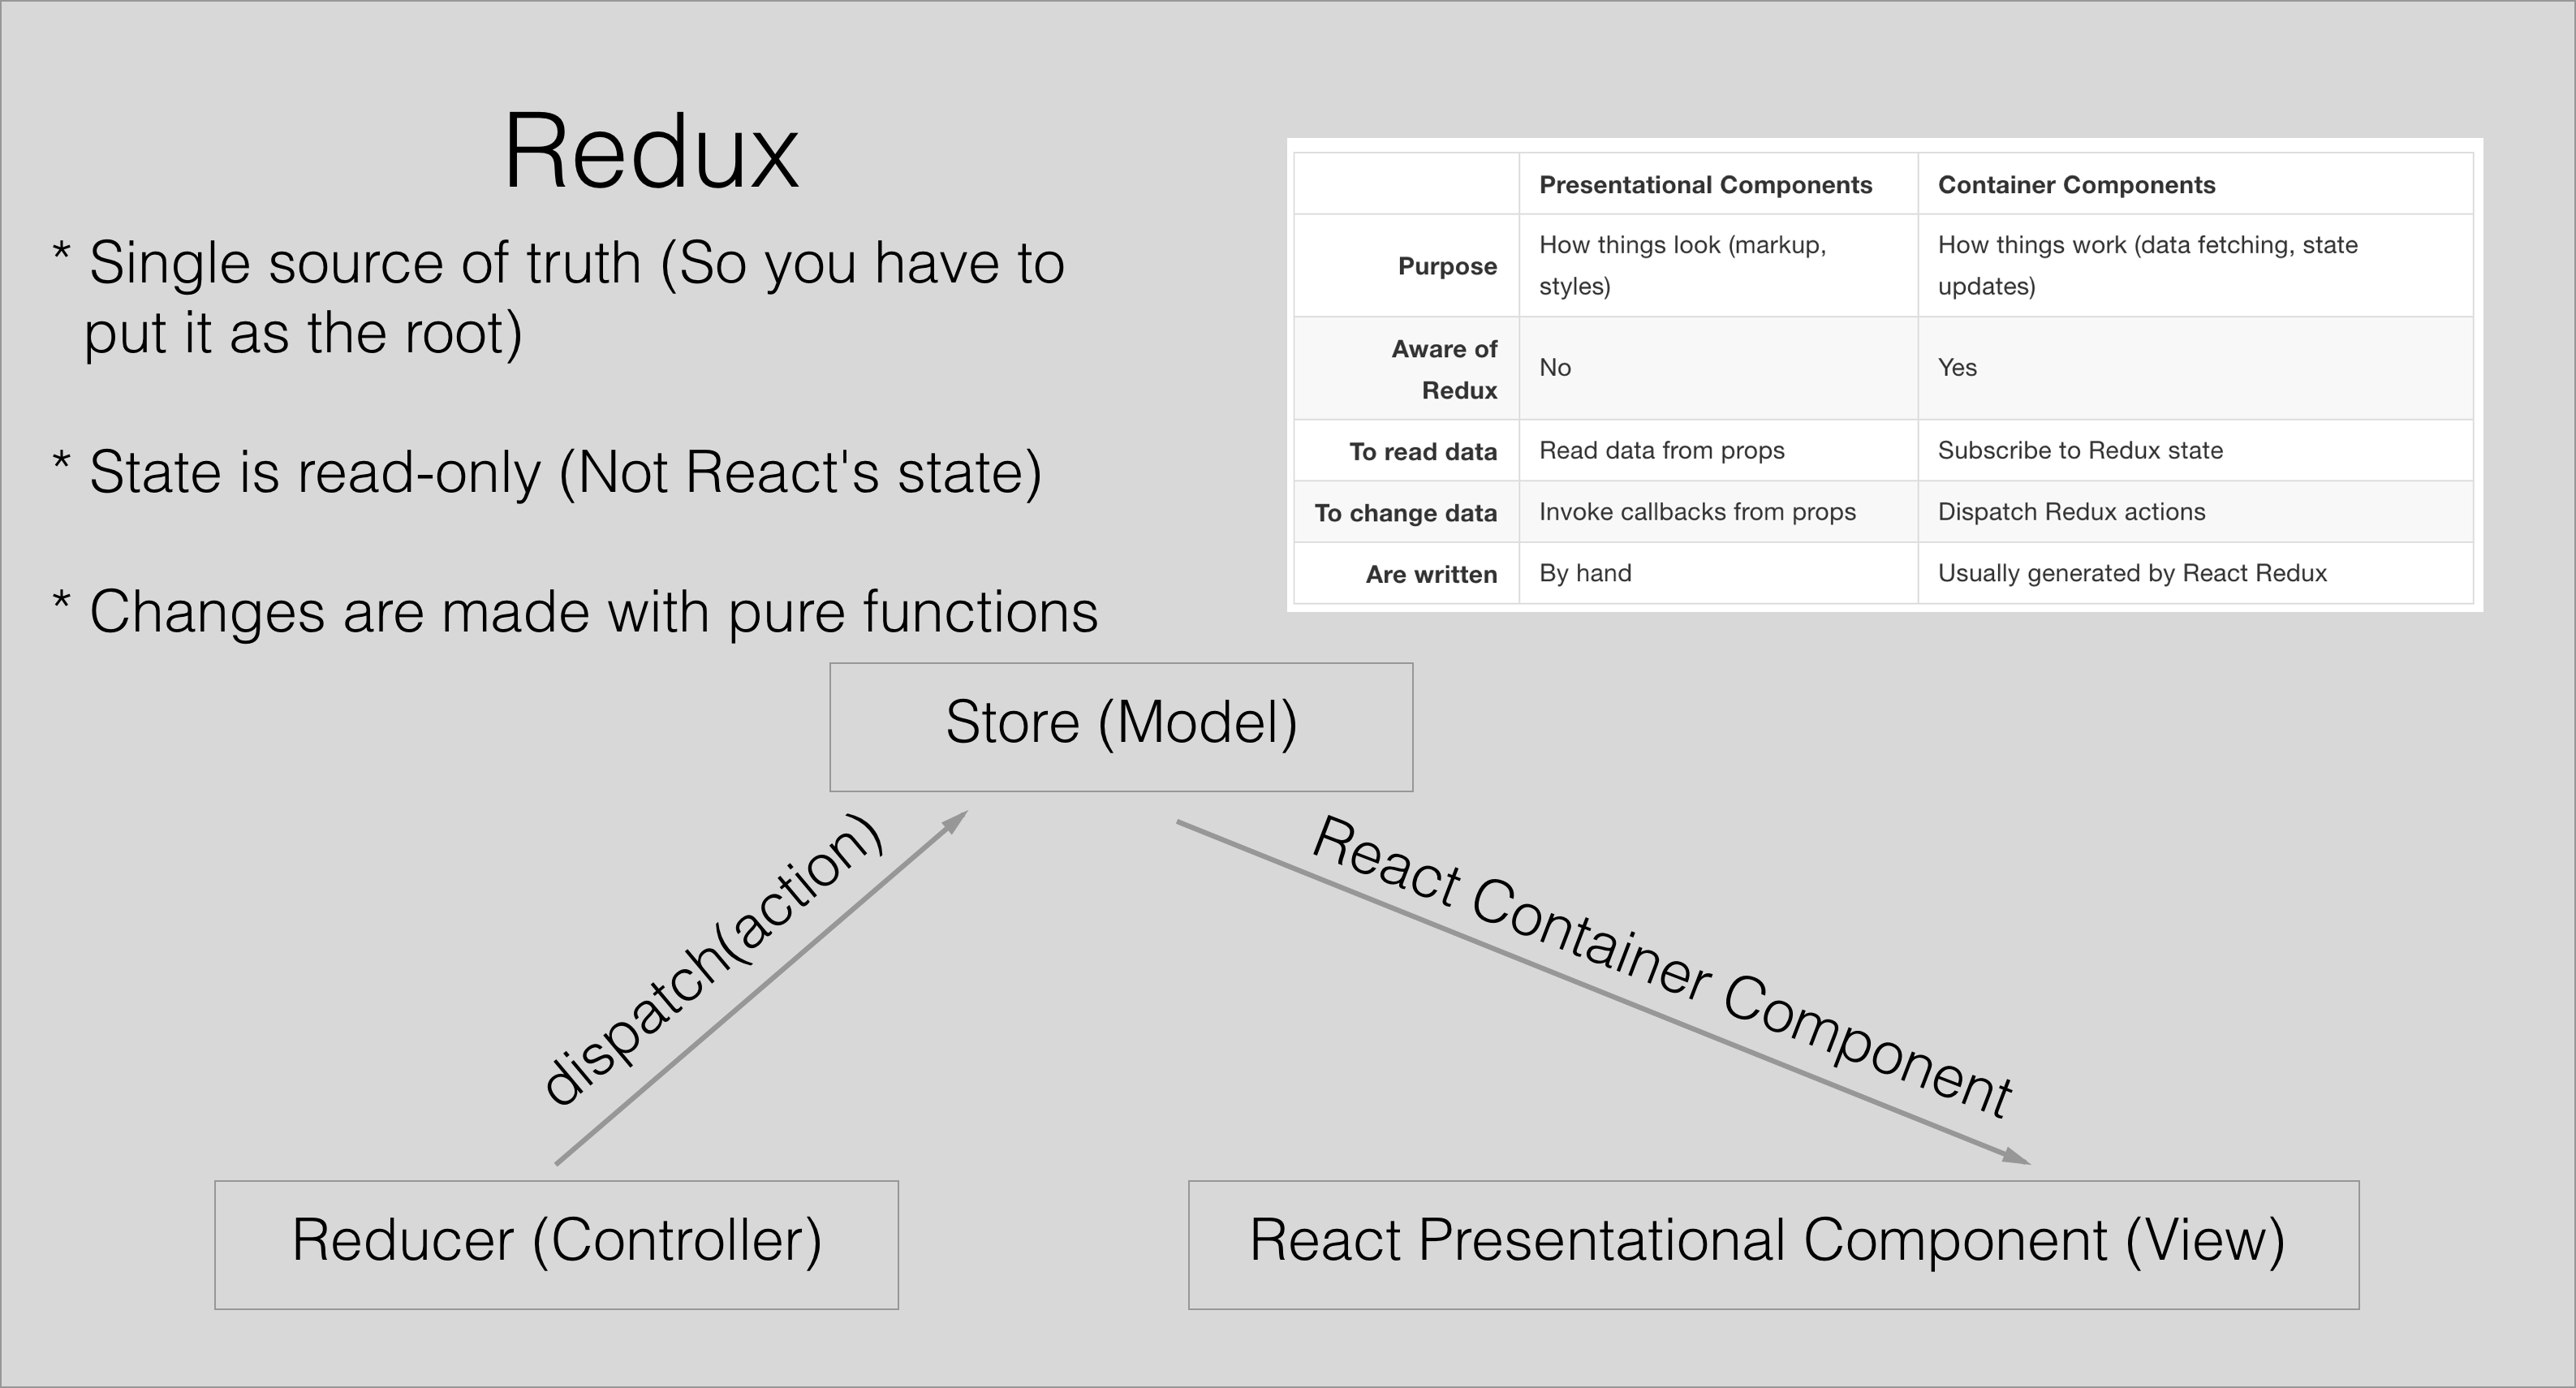 Redux
* Single source of truth (So you have to
put it as the root)
* State is read-only (Not React's state)
* Changes are made with pure functions
Presentational Components Container Components
Purpose How things look (markup, styles) How things work (data fetching, state updates)
Aware of Redux No Yes
To read data Read data from props Subscribe to Redux state
To change data Invoke callbacks from props Dispatch Redux actions
Are written By hand Usually generated by React Redux
Store (Model)
dispatch(action)
React Container Component
Reducer (Controller)
React Presentational Component (View)